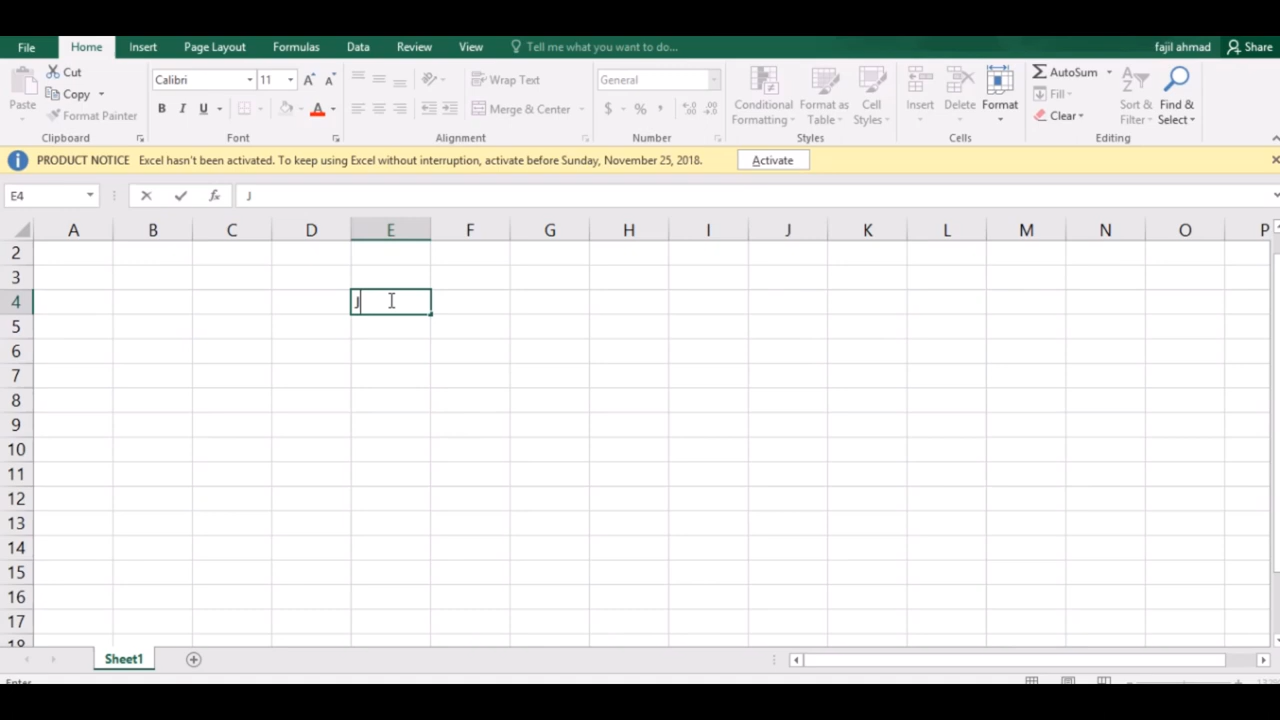 File Home Insert Page Layout Formulas Data Review View Tell me what you want to do... fajil ahmad Share
Cut Calibri 11 A A Wrap Text General AutoSum
Paste Copy Conditional Format as Cell Insert Delete Format Fill Sort & Find &
Format Painter B I U A Merge & Center $ % , Formatting Table Styles Clear Filter Select
Clipboard Font Alignment Number Styles Cells Editing
PRODUCT NOTICE Excel hasn't been activated. To keep using Excel without interruption, activate before Sunday, November 25, 2018. Activate
E4 fx J
A B C D E F G H I J K L M N O P
2
3
4 J
5
6
7
8
9
10
11
12
13
14
15
16
17
18
Sheet1